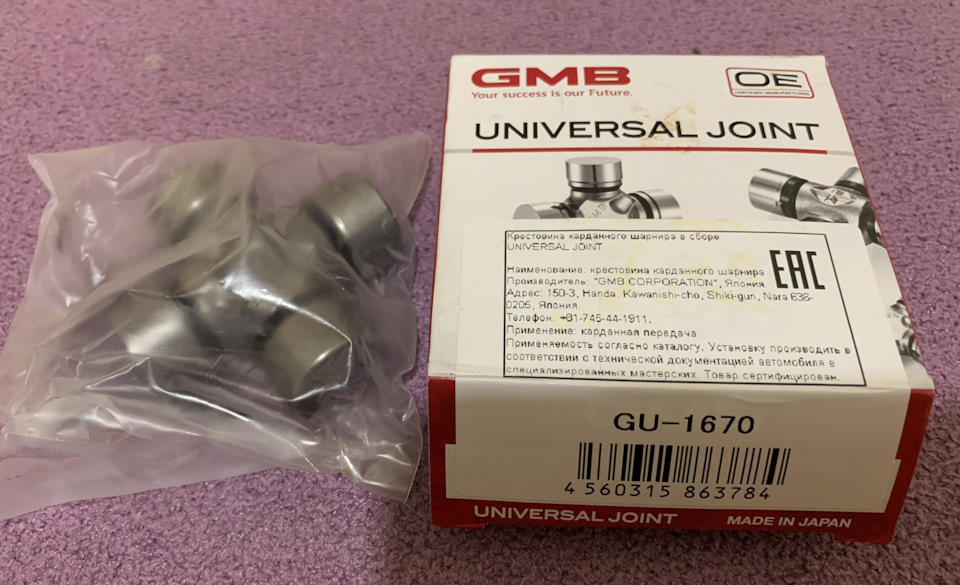 GMB
Your success is our Future.
OE
CERTIFIED MANUFACTURER
UNIVERSAL JOINT
GMB
Крестовина карданного шарнира в сборе
UNIVERSAL JOINT
Наименование: крестовина карданного шарнира
Производитель: "GMB CORPORATION", Япония.
Адрес: 150-3, Handa, Kawanishi-cho, Shiki-gun, Nara 636-
0205, Япония.
Телефон: +81-745-44-1911.
Применение: карданная передача
Применяемость согласно каталогу. Установку производить в
соответствии с технической документацией автомобиля в
специализированных мастерских. Товар сертифицирован.
EAC
GU-1670
4 560315 863784
UNIVERSAL JOINT
MADE IN JAPAN